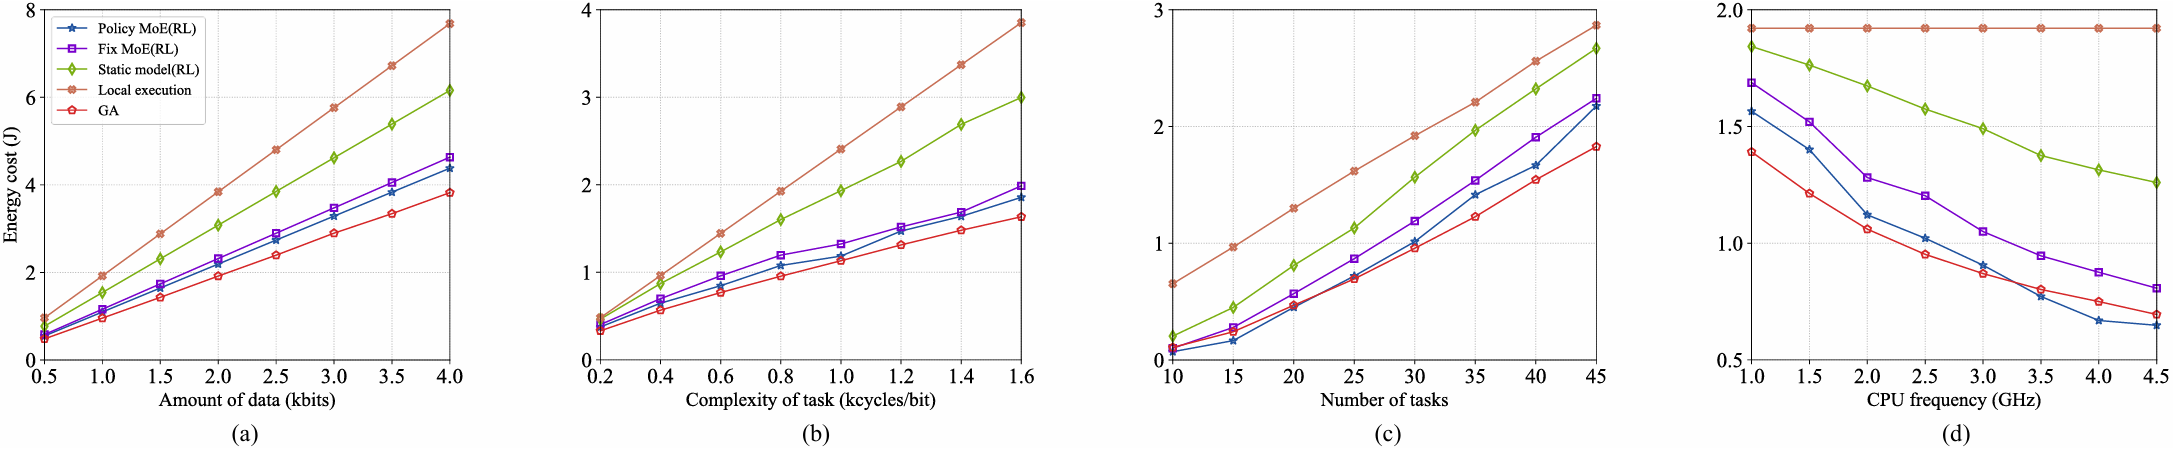 8
6
4
2
0
Energy cost (J)
Policy MoE(RL)
Fix MoE(RL)
Static model(RL)
Local execution
GA
0.5 1.0 1.5 2.0 2.5 3.0 3.5 4.0
Amount of data (kbits)
(a)
4
3
2
1
0
0.2 0.4 0.6 0.8 1.0 1.2 1.4 1.6
Complexity of task (kcycles/bit)
(b)
3
2
1
0
10 15 20 25 30 35 40 45
Number of tasks
(c)
2.0
1.5
1.0
0.5
1.0 1.5 2.0 2.5 3.0 3.5 4.0 4.5
CPU frequency (GHz)
(d)